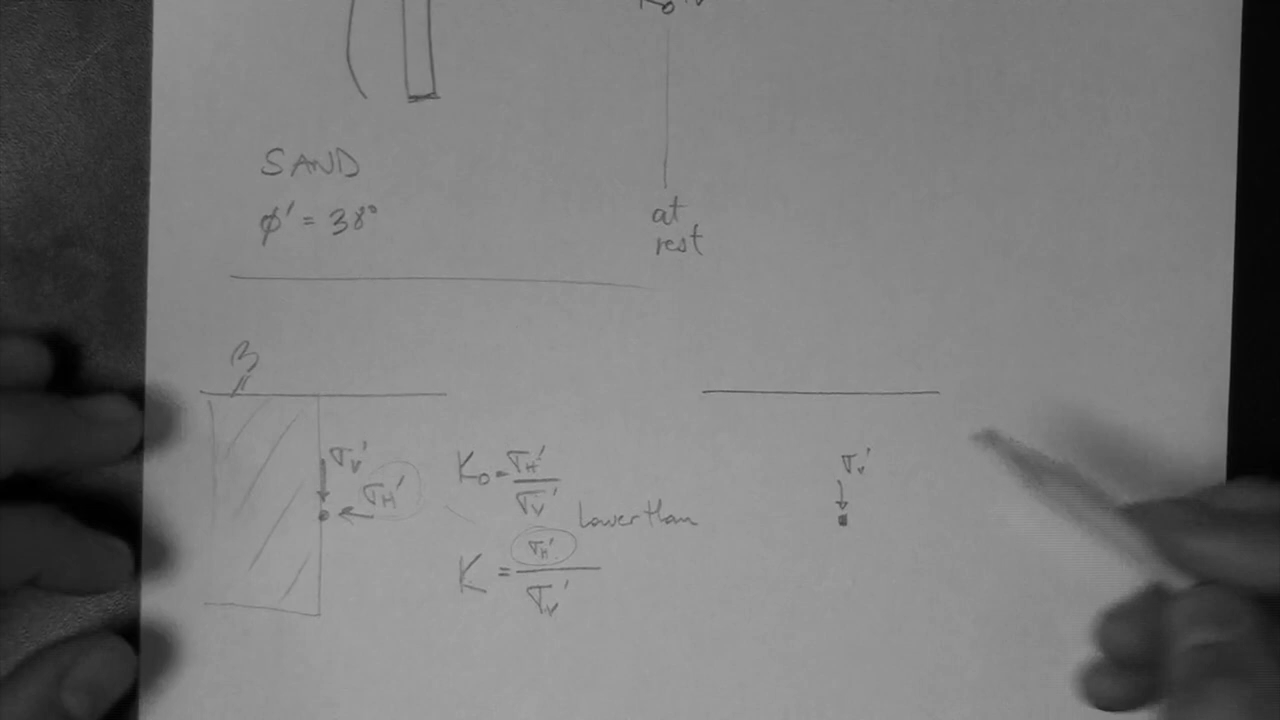 at
rest
SAND
φ' = 38°
σv'
σH'
K0 = σH' / σv'
Lower than
K = σH' / σv'
σv'